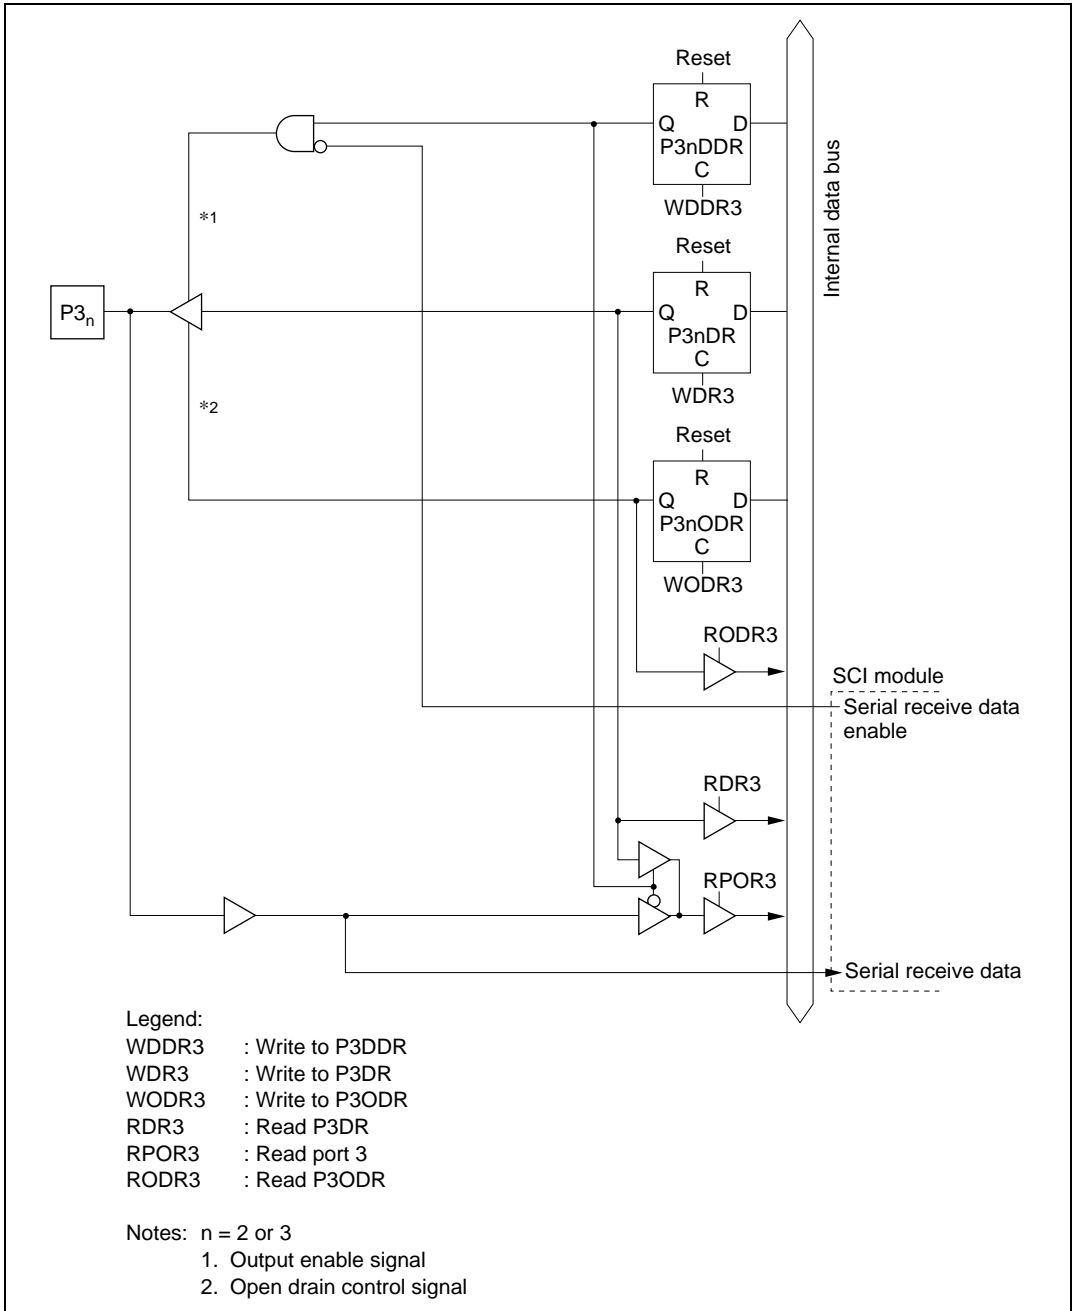 Reset
R
Q D
P3nDDR
C
WDDR3
Internal data bus
*1
Reset
R
P3n
Q D
P3nDR
C
WDR3
*2
Reset
R
Q D
P3nODR
C
WODR3
RODR3
SCI module
Serial receive data
enable
RDR3
RPOR3
Serial receive data
Legend:
WDDR3 : Write to P3DDR
WDR3 : Write to P3DR
WODR3 : Write to P3ODR
RDR3 : Read P3DR
RPOR3 : Read port 3
RODR3 : Read P3ODR
Notes: n = 2 or 3
1. Output enable signal
2. Open drain control signal